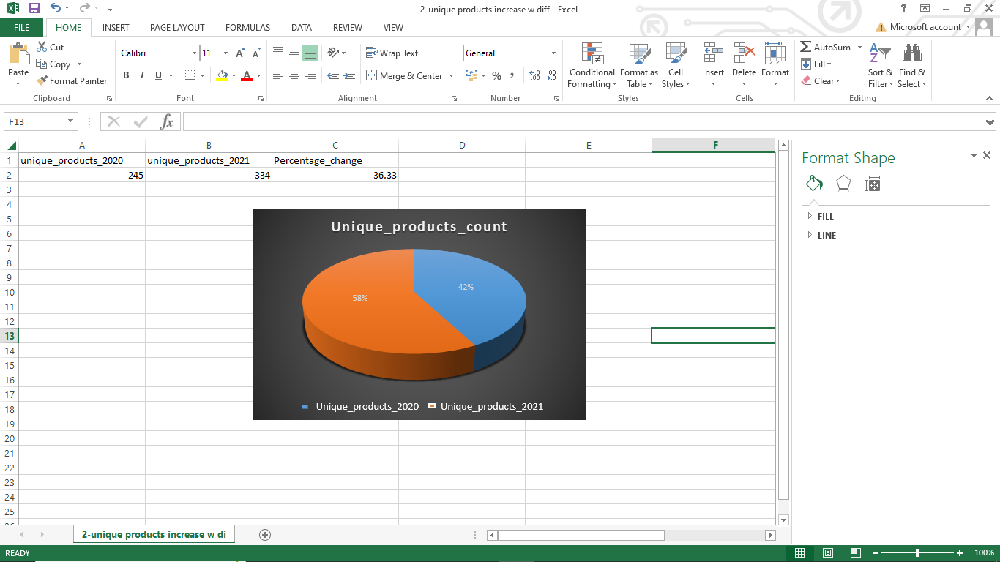 2-unique products increase w diff - Excel
FILE HOME INSERT PAGE LAYOUT FORMULAS DATA REVIEW VIEW Microsoft account
Paste
Cut
Copy
Format Painter
Clipboard
Calibri 11
B I U A
Font
Wrap Text
Merge & Center
Alignment
General
% ,
Number
Conditional Formatting
Format as Table
Cell Styles
Styles
Insert Delete Format
Cells
AutoSum
Fill
Clear
Sort & Filter
Find & Select
Editing
F13 fx
A B C D E F
1 unique_products_2020 unique_products_2021 Percentage_change
2 245 334 36.33
3
4
5
6
7
8
9
10
11
12
13
14
15
16
17
18
19
20
21
22
23
24
25
Unique_products_count
58% 42%
Unique_products_2020 Unique_products_2021
Format Shape
FILL
LINE
2-unique products increase w di
READY 100%